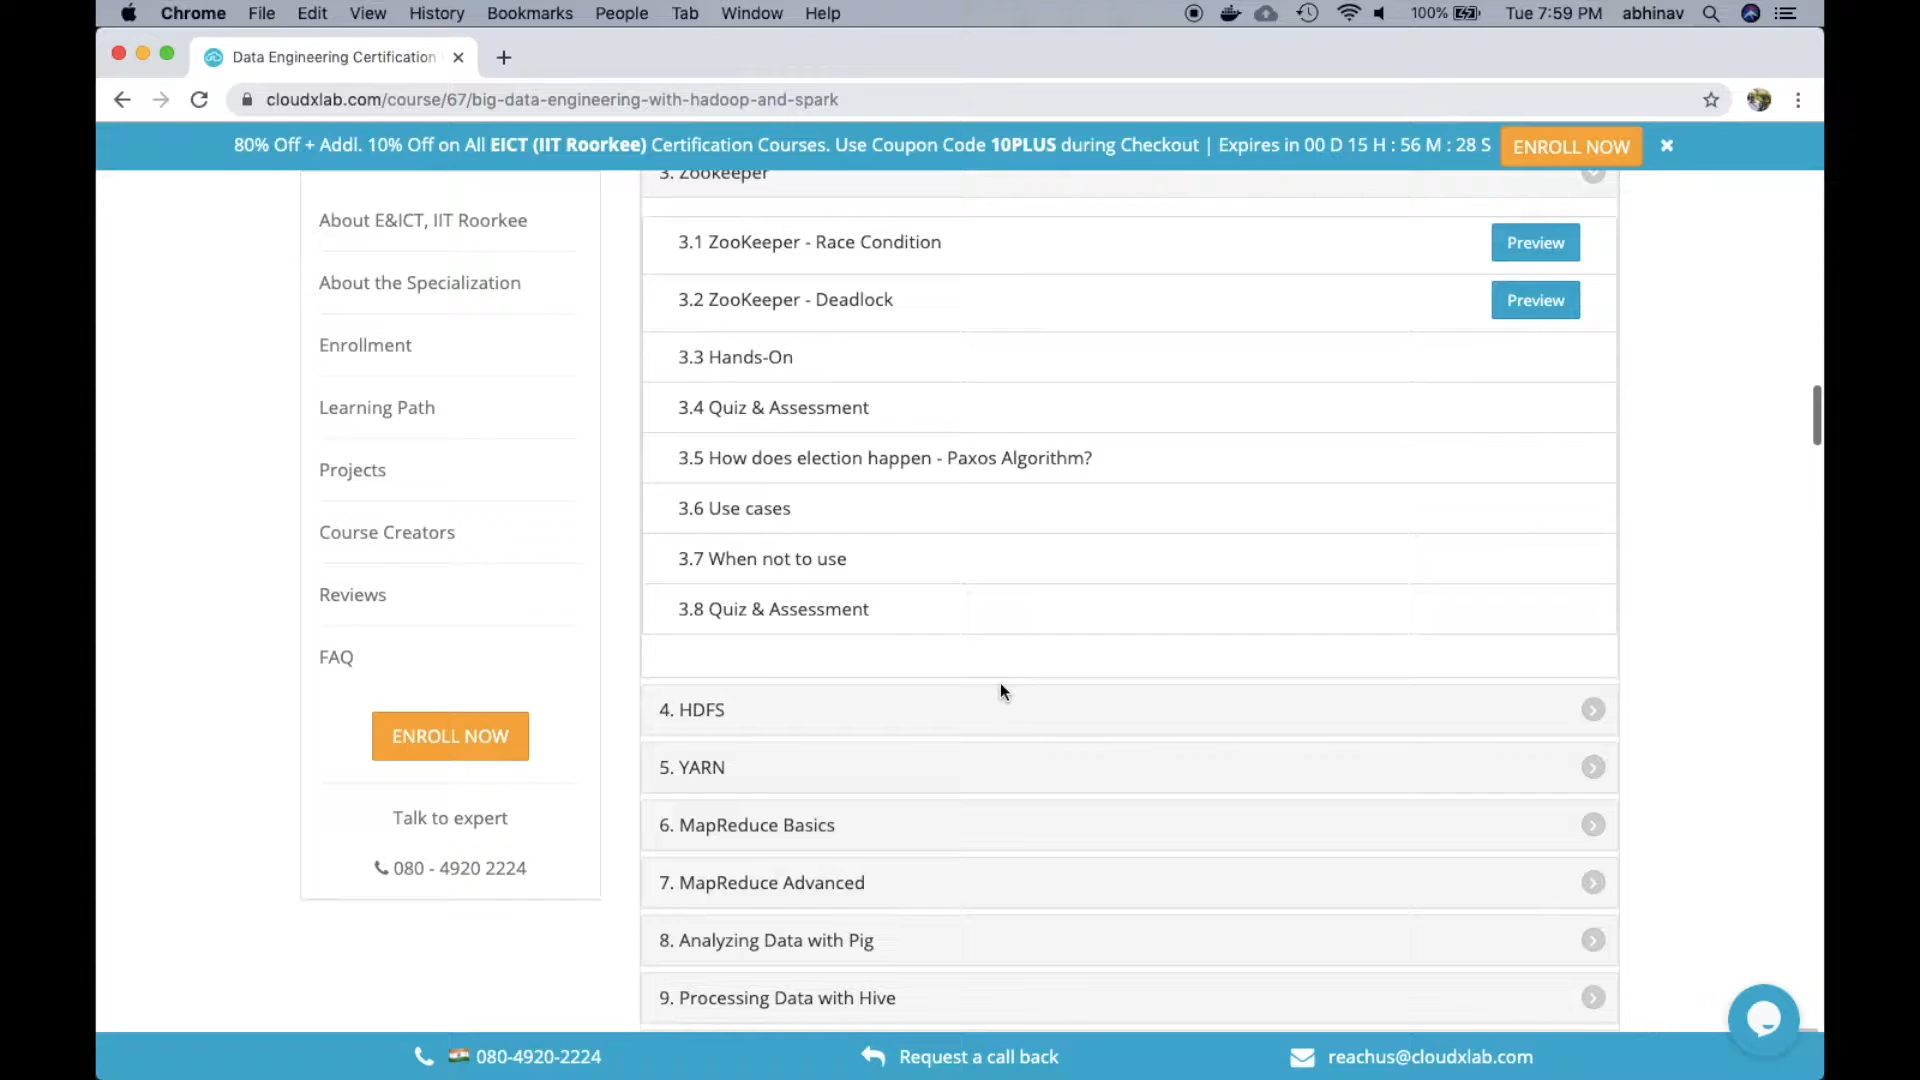 Chrome File Edit View History Bookmarks People Tab Window Help 100% Tue 7:59 PM abhinav
Data Engineering Certification
cloudxlab.com/course/67/big-data-engineering-with-hadoop-and-spark
80% Off + Addl. 10% Off on All EICT (IIT Roorkee) Certification Courses. Use Coupon Code 10PLUS during Checkout | Expires in 00 D 15 H : 56 M : 28 S ENROLL NOW
About E&ICT, IIT Roorkee
About the Specialization
Enrollment
Learning Path
Projects
Course Creators
Reviews
FAQ
ENROLL NOW
Talk to expert
080 - 4920 2224
3. Zookeeper
3.1 ZooKeeper - Race Condition Preview
3.2 ZooKeeper - Deadlock Preview
3.3 Hands-On
3.4 Quiz & Assessment
3.5 How does election happen - Paxos Algorithm?
3.6 Use cases
3.7 When not to use
3.8 Quiz & Assessment
4. HDFS
5. YARN
6. MapReduce Basics
7. MapReduce Advanced
8. Analyzing Data with Pig
9. Processing Data with Hive
080-4920-2224 Request a call back reachus@cloudxlab.com